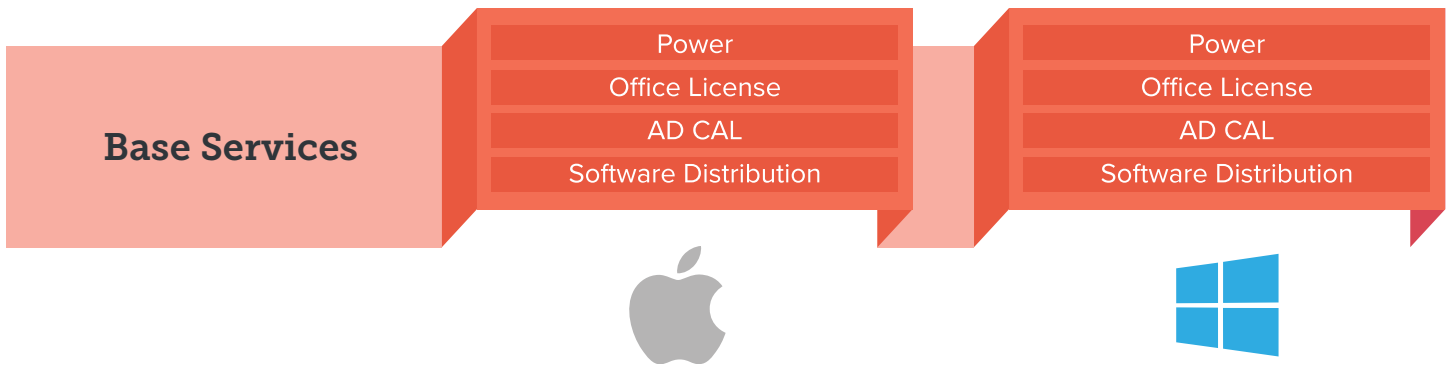 Base Services
Power
Office License
AD CAL
Software Distribution
Power
Office License
AD CAL
Software Distribution